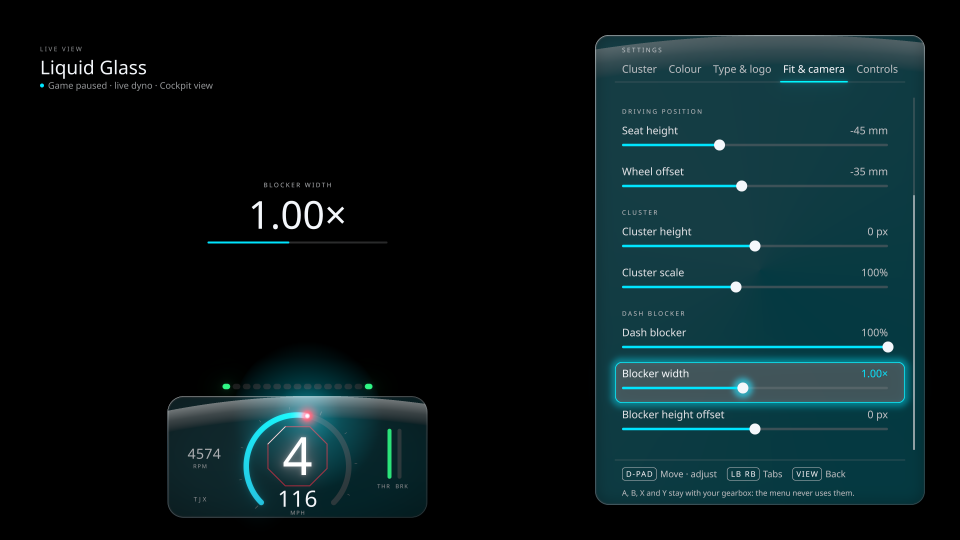 LIVE VIEW
Liquid Glass
Game paused · live dyno · Cockpit view
BLOCKER WIDTH
1.00×
4574
RPM
TJX
4
116
MPH
THR BRK
SETTINGS
Cluster Colour Type & logo Fit & camera Controls
DRIVING POSITION
Seat height -45 mm
Wheel offset -35 mm
CLUSTER
Cluster height 0 px
Cluster scale 100%
DASH BLOCKER
Dash blocker 100%
Blocker width 1.00×
Blocker height offset 0 px
D-PAD Move · adjust LB RB Tabs VIEW Back
A, B, X and Y stay with your gearbox: the menu never uses them.